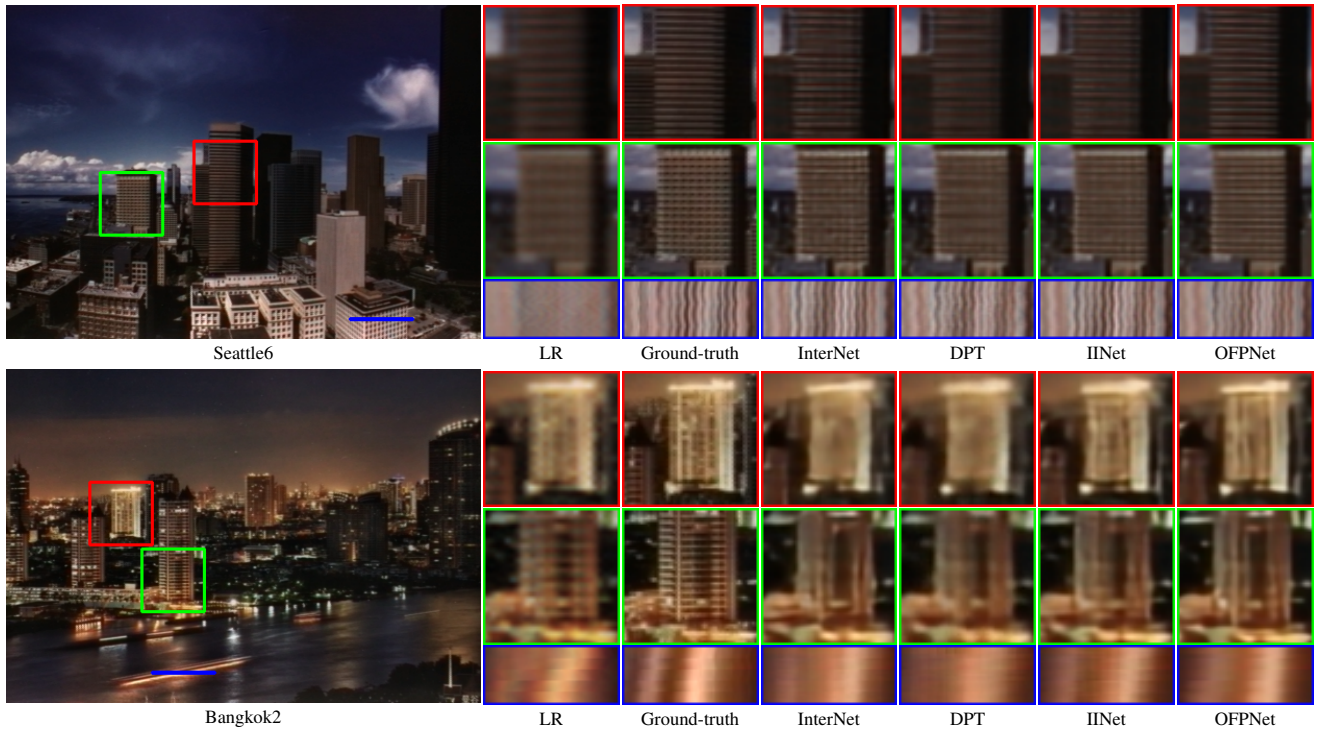 Seattle6
LR Ground-truth InterNet DPT IINet OFPNet
Bangkok2
LR Ground-truth InterNet DPT IINet OFPNet